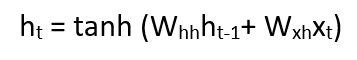 hₜ = tanh (Wₕₕhₜ₋₁+ Wₓₕxₜ)